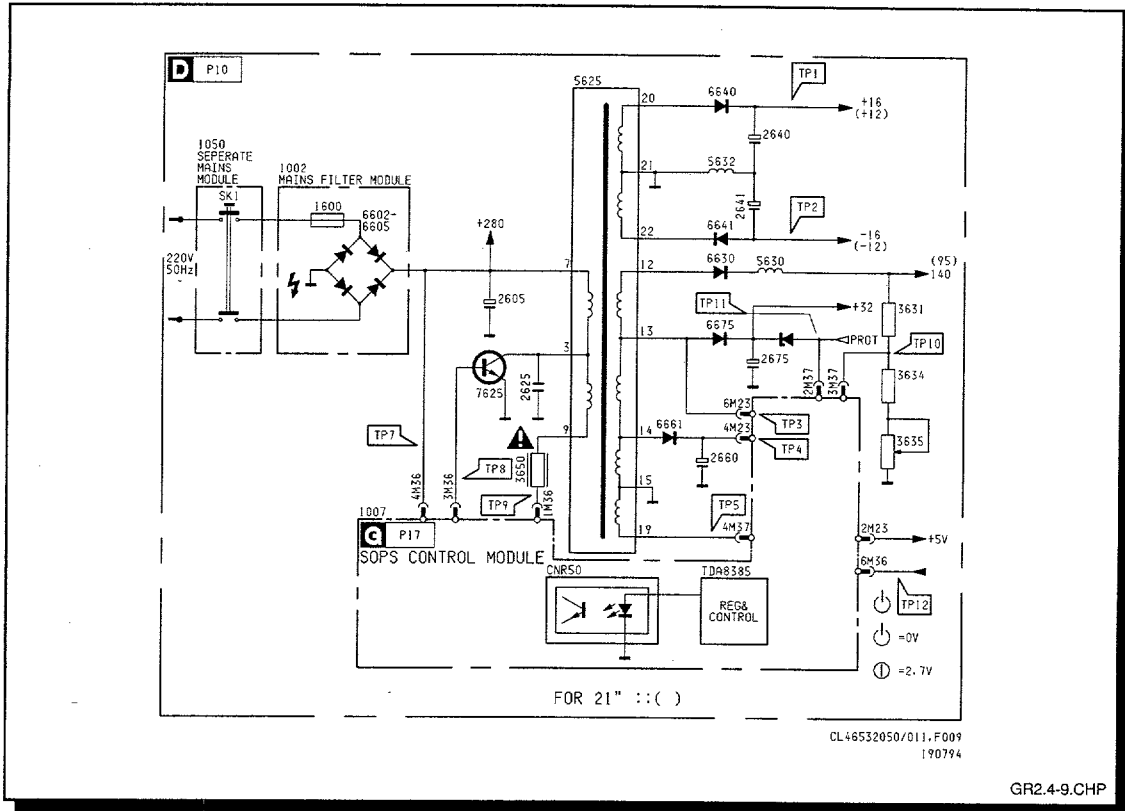 D P10
1050
SEPERATE
MAINS
MODULE
SK1
1002
MAINS FILTER MODULE
1600
6602-
6605
220V
50Hz
+280
2605
7625
2625
3650
TP7
TP8
TP9
4M36
3M36
1M36
5625
7
3
9
20
21
22
12
13
14
15
19
6640
TP1
+16
(+12)
2640
5632
2641
TP2
6641
-16
(-12)
6630
5630
(95)
140
TP11
+32
3631
6675
PROT
TP10
2675
2M37
3M37
3634
6M23
TP3
6661
4M23
TP4
3635
2660
TP5
4M37
1007
C P17
SOPS CONTROL MODULE
CNR50
TDA8385
REG&
CONTROL
2M23
+5V
6M36
TP12
=0V
=2.7V
FOR 21" ::( )
CL46532050/011.F009
190794
GR2.4-9.CHP